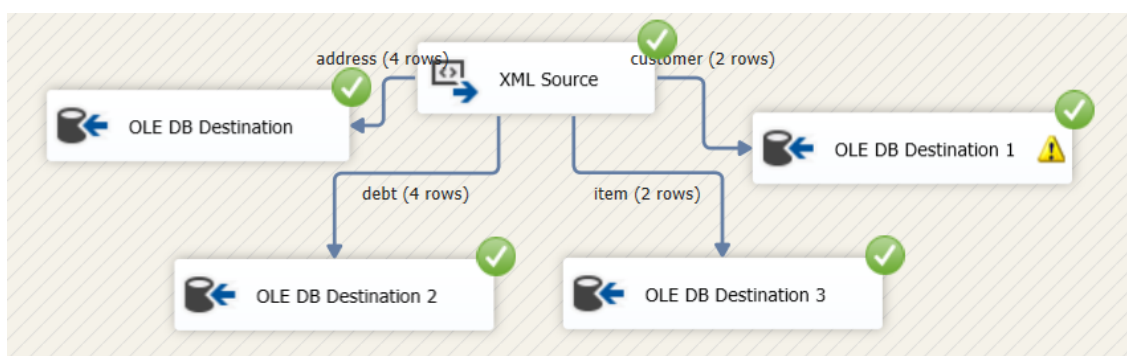 address (4 rows)
customer (2 rows)
XML Source
OLE DB Destination
OLE DB Destination 1
debt (4 rows)
item (2 rows)
OLE DB Destination 2
OLE DB Destination 3